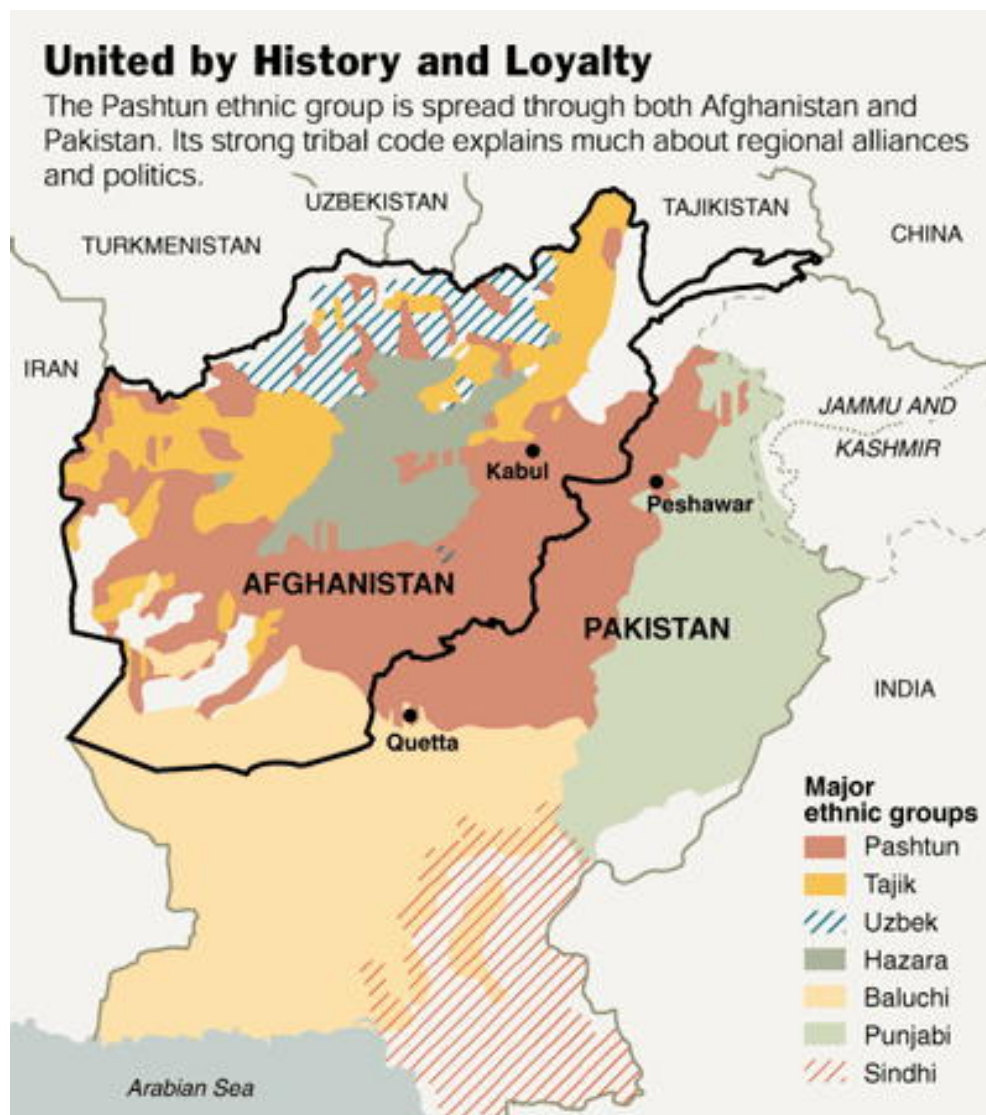 United by History and Loyalty
The Pashtun ethnic group is spread through both Afghanistan and
Pakistan. Its strong tribal code explains much about regional alliances
and politics.
UZBEKISTAN
TAJIKISTAN
CHINA
TURKMENISTAN
IRAN
JAMMU AND
KASHMIR
Kabul
Peshawar
AFGHANISTAN
PAKISTAN
INDIA
Quetta
Major
ethnic groups
Pashtun
Tajik
Uzbek
Hazara
Baluchi
Punjabi
Sindhi
Arabian Sea